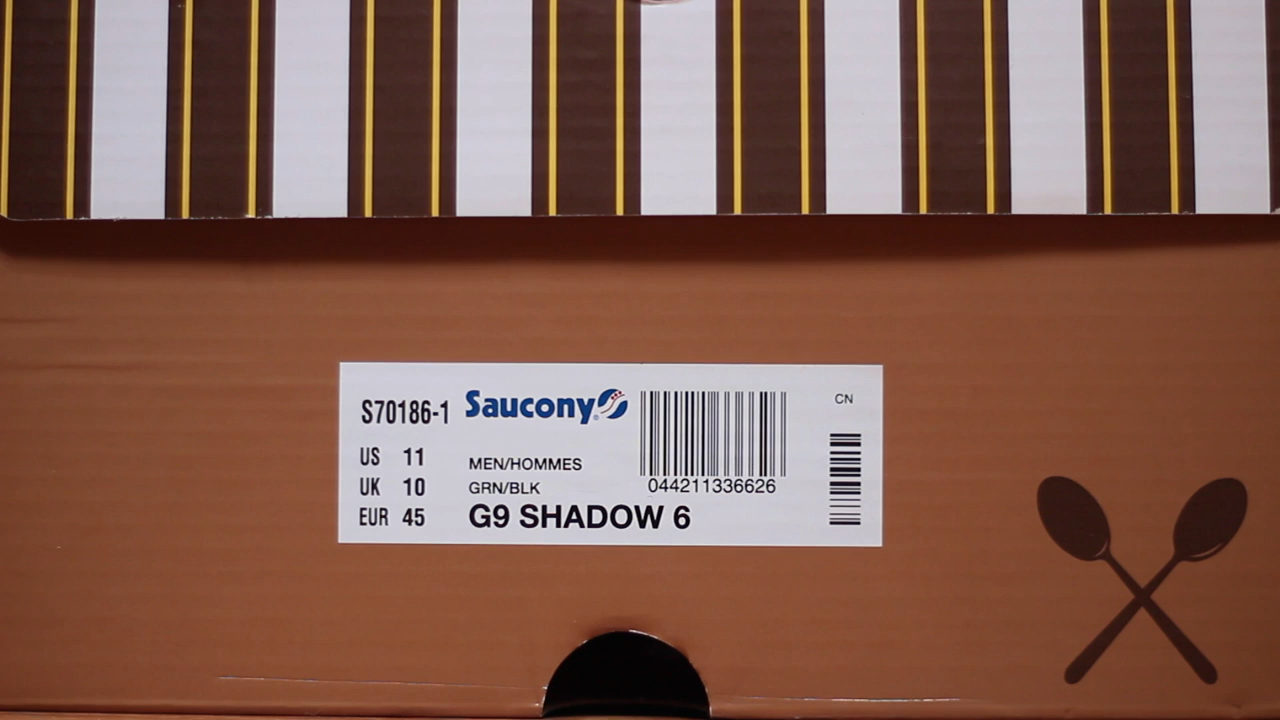 S70186-1 Saucony
CN
US 11
UK 10
EUR 45
MEN/HOMMES
GRN/BLK
G9 SHADOW 6
044211336626